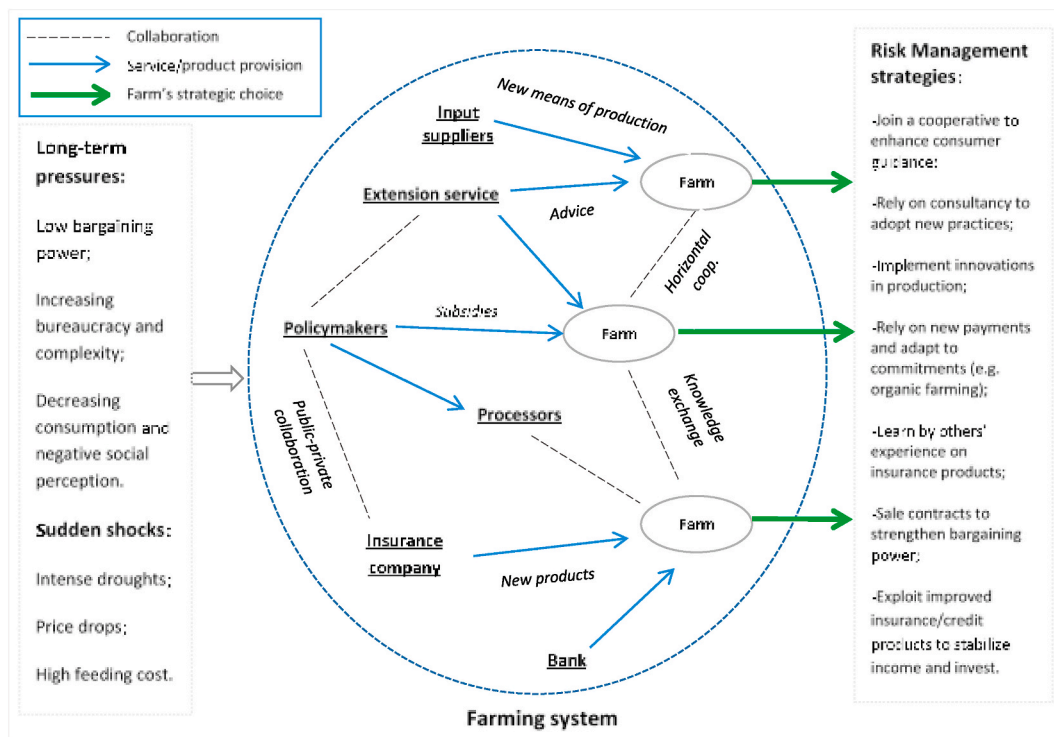 Collaboration
Service/product provision
Farm's strategic choice
Long-term
pressures:
Low bargaining
power;
Increasing
bureaucracy and
complexity;
Decreasing
consumption and
negative social
perception.
Sudden shocks:
Intense droughts;
Price drops;
High feeding cost.
New means of production
Input
suppliers
Farm
Extension service
Advice
Horizontal
coop.
Policymakers
Subsidies
Farm
Processors
Knowledge
exchange
Public-private
collaboration
Farm
Insurance
company
New products
Bank
Farming system
Risk Management
strategies:
-Join a cooperative to
enhance consumer
guidance;
-Rely on consultancy to
adopt new practices;
-Implement innovations
in production;
-Rely on new payments
and adapt to
commitments (e.g.
organic farming);
-Learn by others'
experience on
insurance products;
-Sale contracts to
strengthen bargaining
power;
-Exploit improved
insurance/credit
products to stabilize
income and invest.